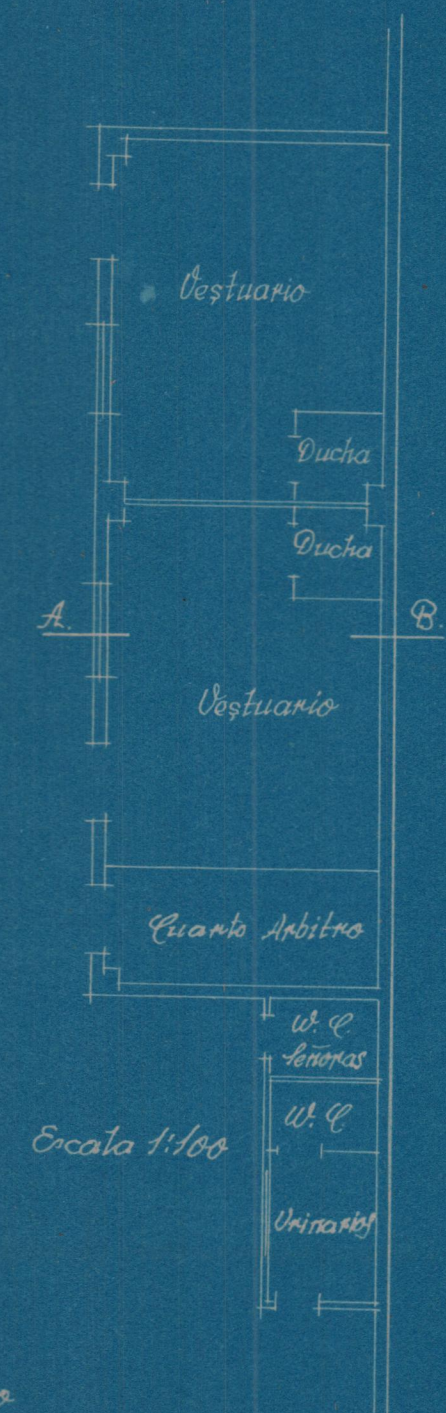 Vestuario
Ducha
Ducha
A.
B.
Vestuario
Cuarto Arbitro
W. C.
Señoras
W. C.
Escala 1:100
Urinarios